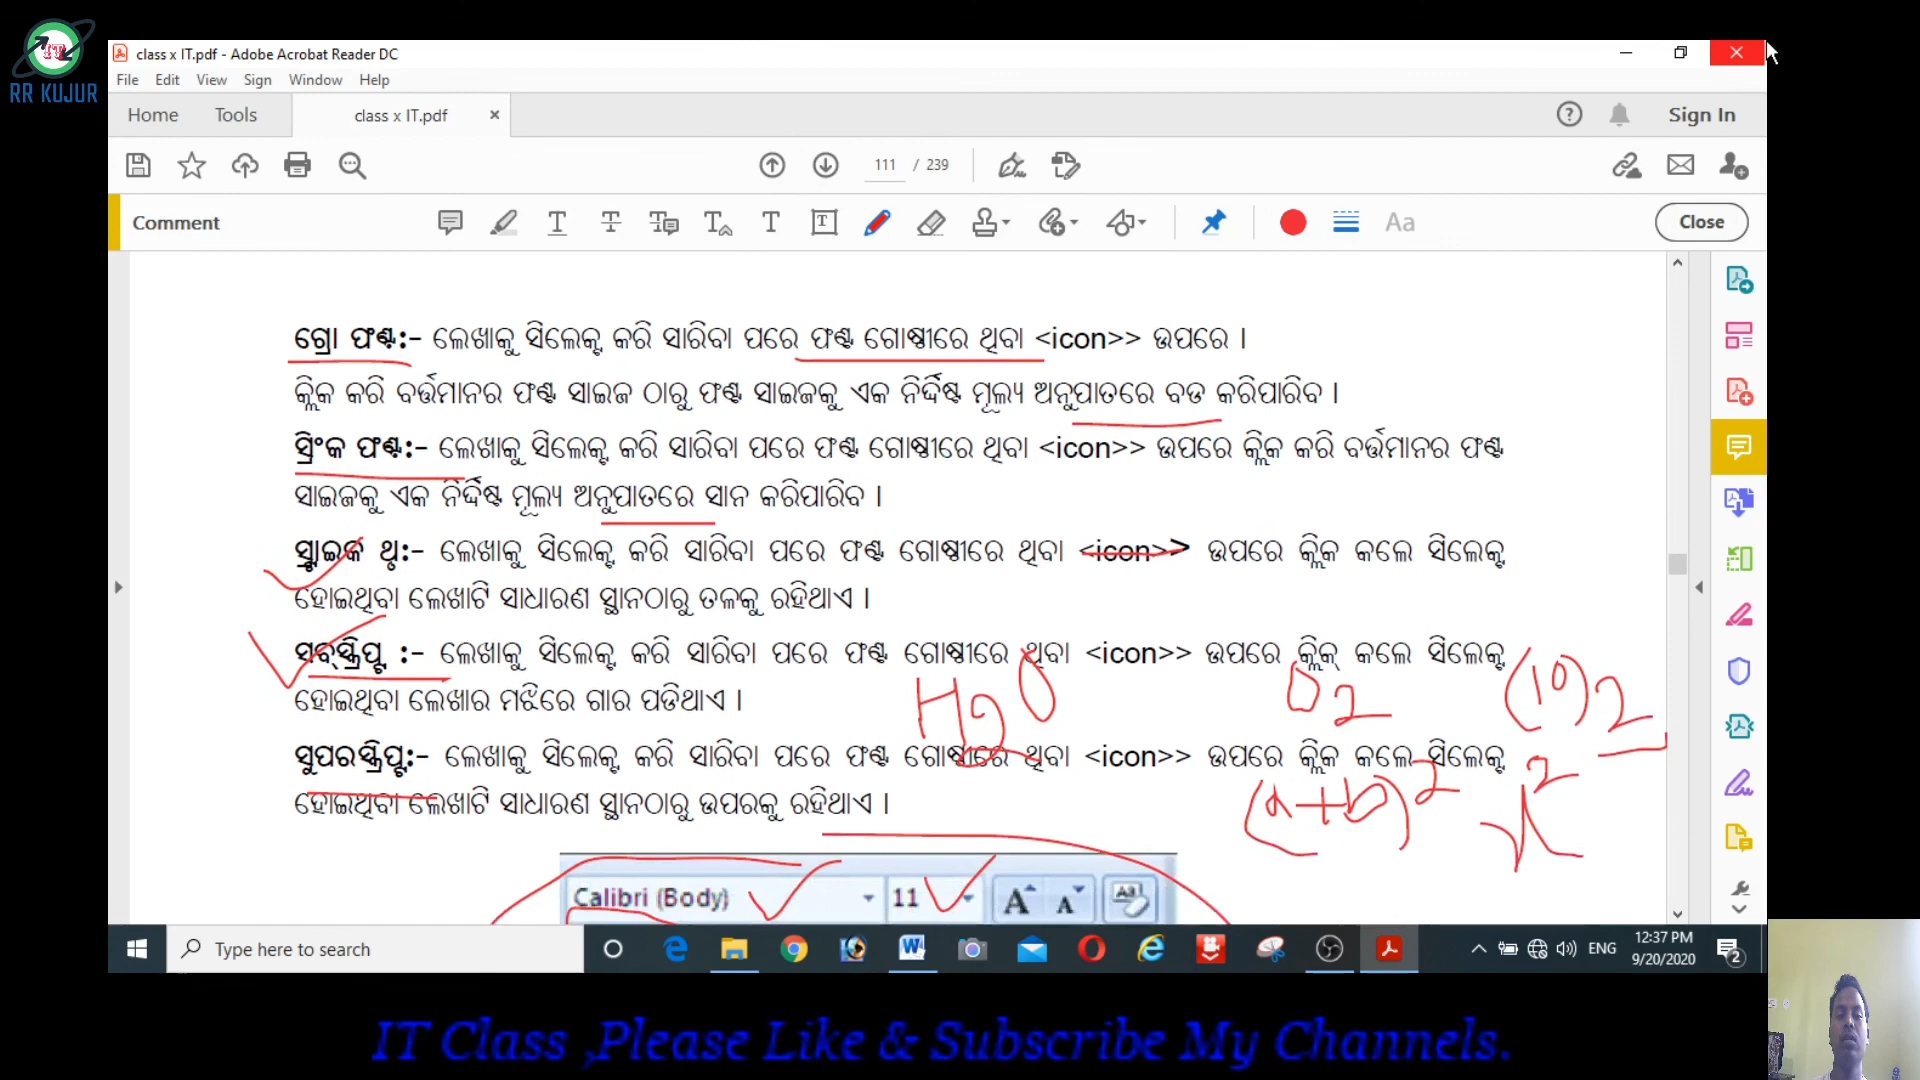 IT
RR KUJUR
class x IT.pdf - Adobe Acrobat Reader DC
File Edit View Sign Window Help
Home Tools class x IT.pdf Sign In
111 / 239
Comment Aa Close
ଗ୍ରୋ ଫଣ୍ଟ:- ଲେଖାକୁ ସିଲେକ୍ଟ କରି ସାରିବା ପରେ ଫଣ୍ଟ ଗୋଷ୍ଠୀରେ ଥିବା <icon>> ଉପରେ ।
କ୍ଲିକ କରି ବର୍ତ୍ତମାନର ଫଣ୍ଟ ସାଇଜ ଠାରୁ ଫଣ୍ଟ ସାଇଜକୁ ଏକ ନିର୍ଦ୍ଦିଷ୍ଟ ମୂଲ୍ୟ ଅନୁପାତରେ ବଡ କରିପାରିବ ।
ସ୍ରିଂକ ଫଣ୍ଟ:- ଲେଖାକୁ ସିଲେକ୍ଟ କରି ସାରିବା ପରେ ଫଣ୍ଟ ଗୋଷ୍ଠୀରେ ଥିବା <icon>> ଉପରେ କ୍ଲିକ କରି ବର୍ତ୍ତମାନର ଫଣ୍ଟ
ସାଇଜକୁ ଏକ ନିର୍ଦ୍ଦିଷ୍ଟ ମୂଲ୍ୟ ଅନୁପାତରେ ସାନ କରିପାରିବ ।
ସ୍ଟ୍ରାଇକ ଥୃ:- ଲେଖାକୁ ସିଲେକ୍ଟ କରି ସାରିବା ପରେ ଫଣ୍ଟ ଗୋଷ୍ଠୀରେ ଥିବା <icon>> ଉପରେ କ୍ଲିକ କଲେ ସିଲେକ୍ଟ
ହୋଇଥିବା ଲେଖାଟି ସାଧାରଣ ସ୍ଥାନଠାରୁ ତଳକୁ ରହିଥାଏ ।
ସବ୍‌ସ୍କ୍ରିପ୍ଟ :- ଲେଖାକୁ ସିଲେକ୍ଟ କରି ସାରିବା ପରେ ଫଣ୍ଟ ଗୋଷ୍ଠୀରେ ଥିବା <icon>> ଉପରେ କ୍ଲିକ୍ କଲେ ସିଲେକ୍ଟ
ହୋଇଥିବା ଲେଖାର ମଝିରେ ଗାର ପଡିଥାଏ । H₂O O₂ (10)₂
ସୁପରସ୍କ୍ରିପ୍ଟ:- ଲେଖାକୁ ସିଲେକ୍ଟ କରି ସାରିବା ପରେ ଫଣ୍ଟ ଗୋଷ୍ଠୀରେ ଥିବା <icon>> ଉପରେ କ୍ଲିକ କଲେ ସିଲେକ୍ଟ
ହୋଇଥିବା ଲେଖାଟି ସାଧାରଣ ସ୍ଥାନଠାରୁ ଉପରକୁ ରହିଥାଏ । (a+b)² x²
Calibri (Body) 11 A A
Type here to search ENG 12:37 PM
9/20/2020 2
IT Class ,Please Like & Subscribe My Channels.